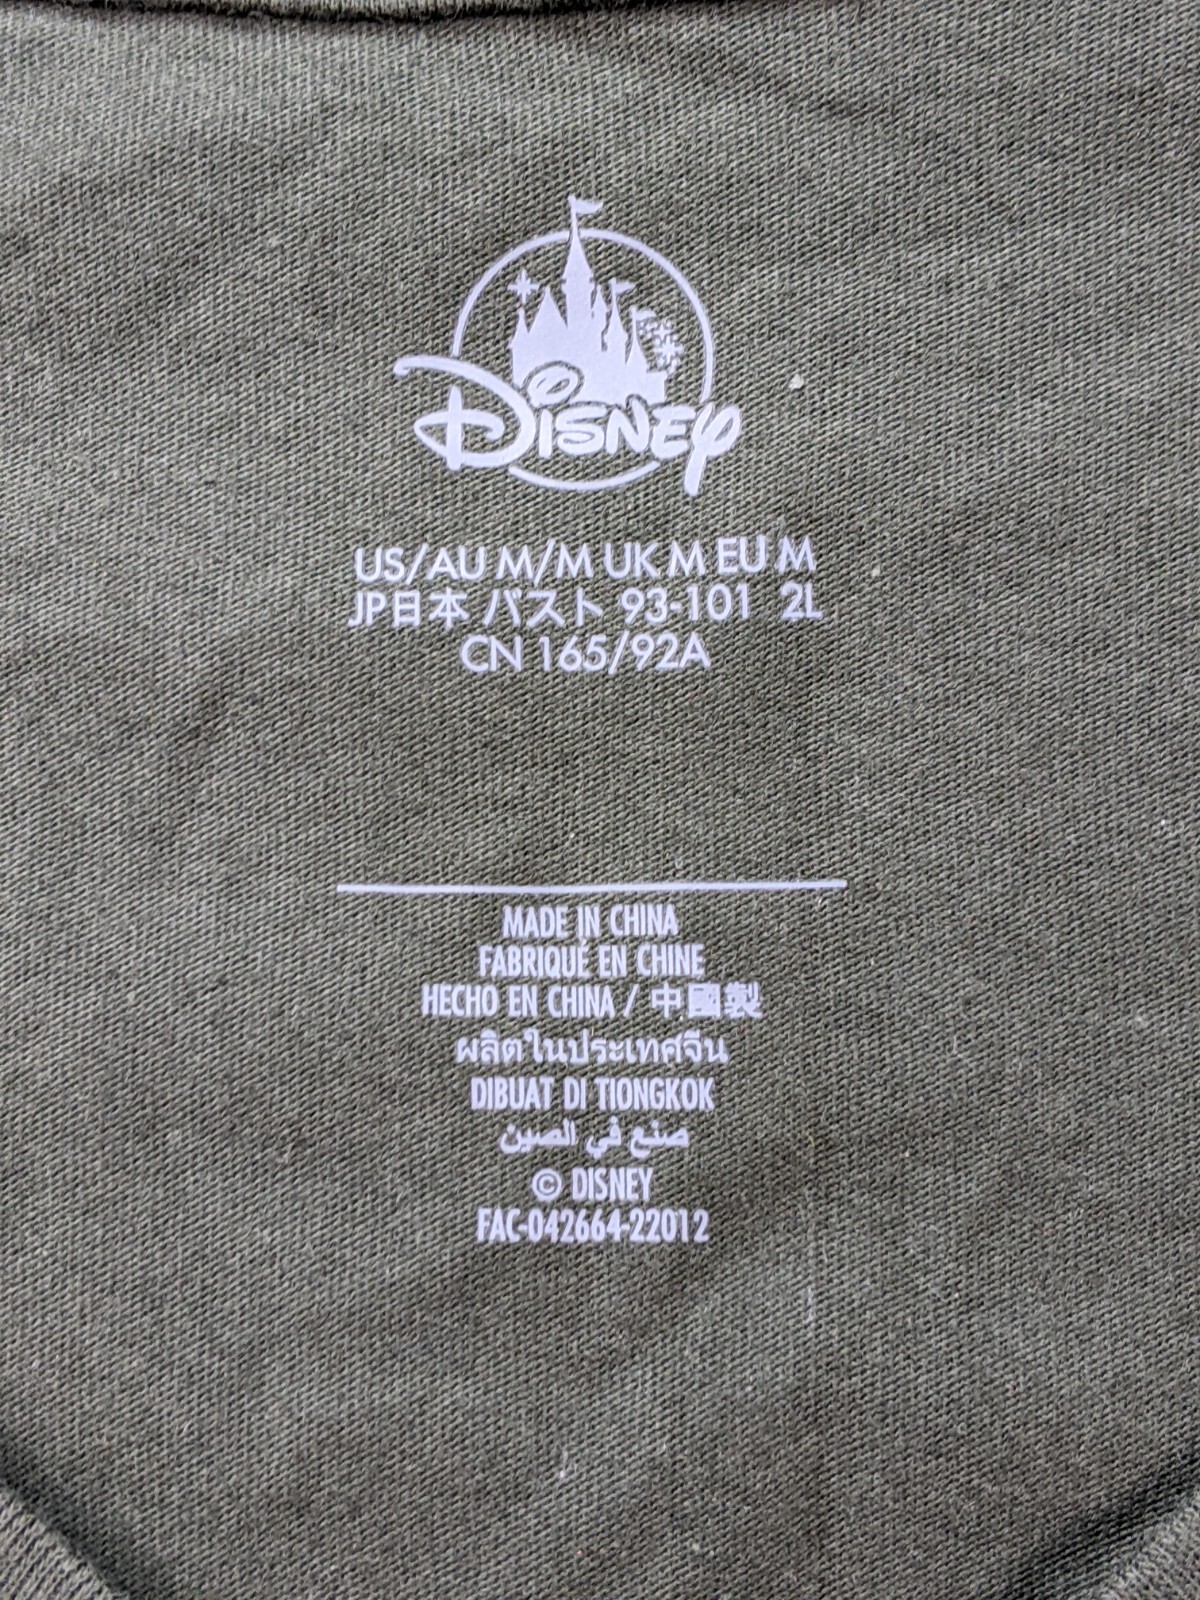 DISNEY
US/AU M/M UK M EU M
JP日本 バスト 93-101 2L
CN 165/92A
MADE IN CHINA
FABRIQUÉ EN CHINE
HECHO EN CHINA / 中國製
ผลิตในประเทศจีน
DIBUAT DI TIONGKOK
صنع في الصين
© DISNEY
FAC-042664-22012